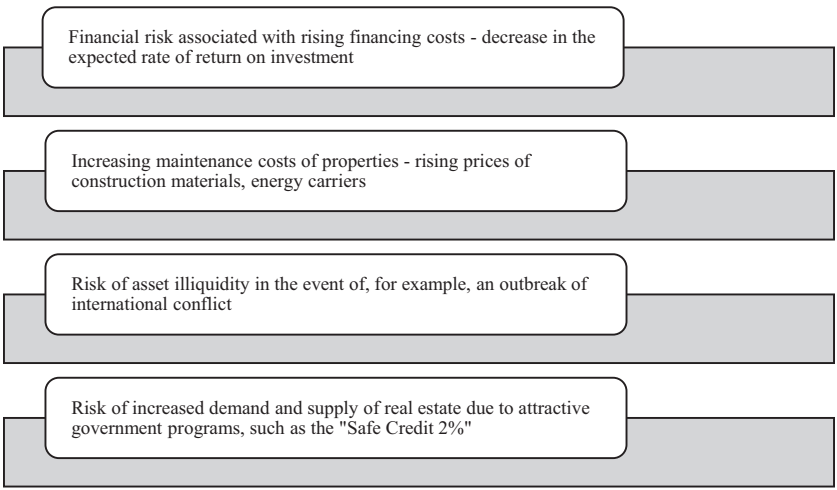 Financial risk associated with rising financing costs - decrease in the
expected rate of return on investment
Increasing maintenance costs of properties - rising prices of
construction materials, energy carriers
Risk of asset illiquidity in the event of, for example, an outbreak of
international conflict
Risk of increased demand and supply of real estate due to attractive
government programs, such as the "Safe Credit 2%"